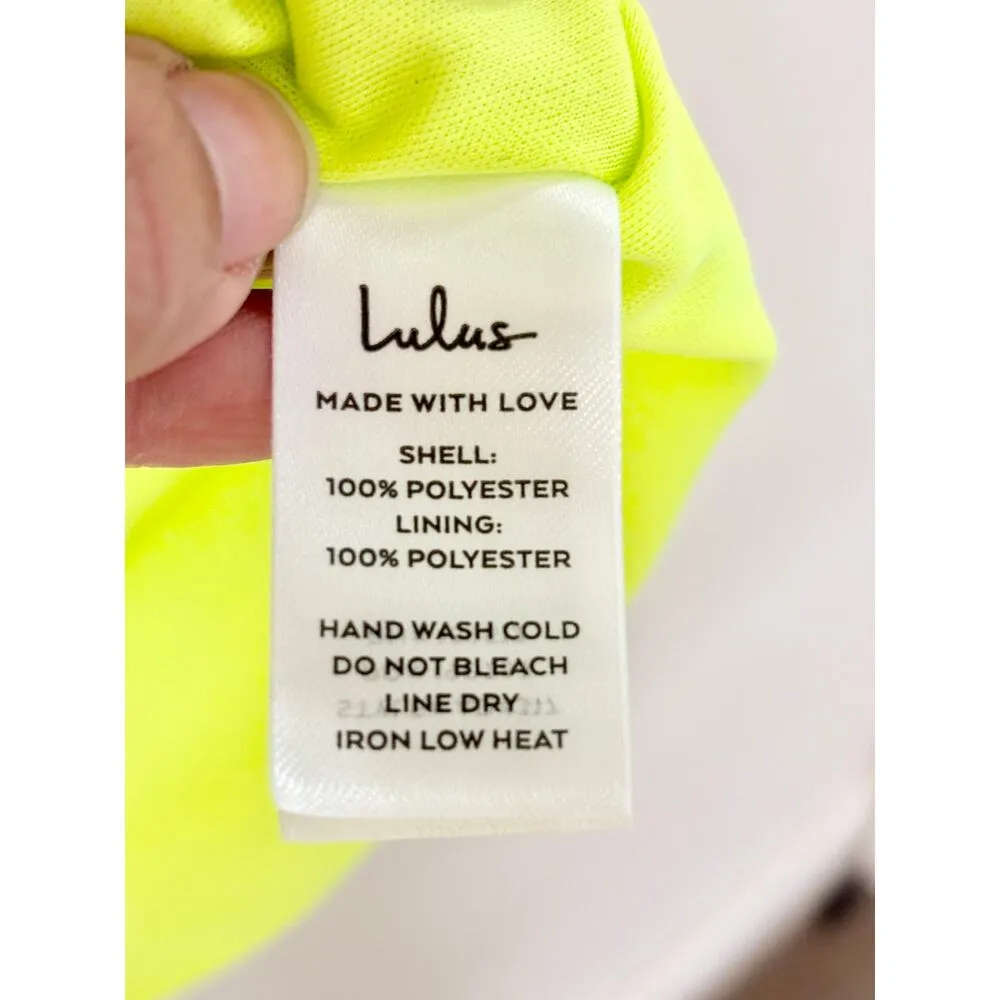 Lulus
MADE WITH LOVE
SHELL:
100% POLYESTER
LINING:
100% POLYESTER
HAND WASH COLD
DO NOT BLEACH
LINE DRY
IRON LOW HEAT